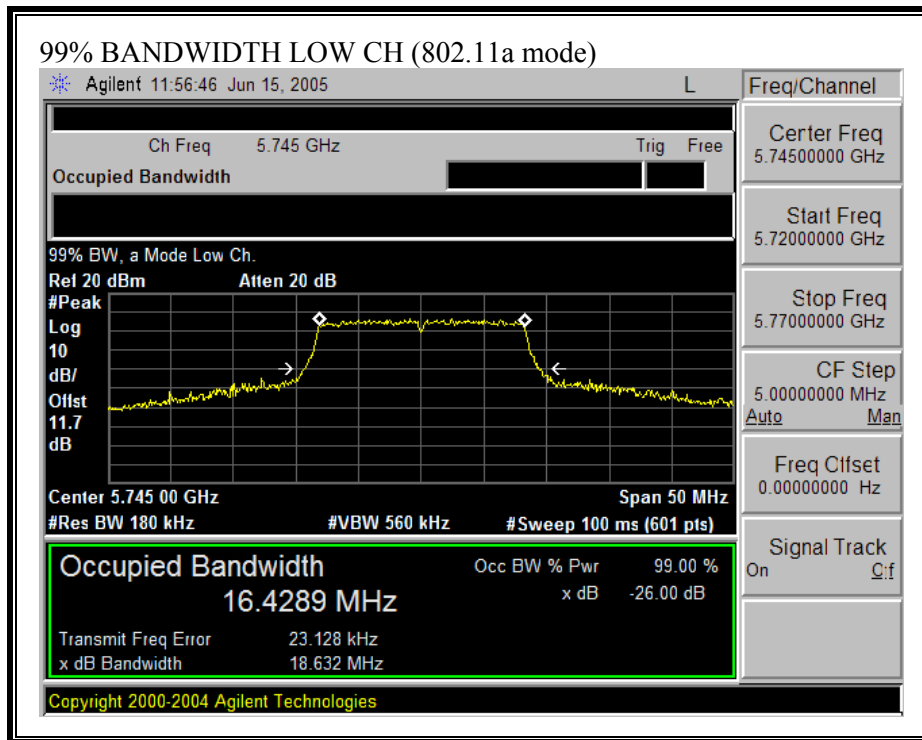 99% BANDWIDTH LOW CH (802.11a mode)
Agilent 11:56:46 Jun 15, 2005 L
Freq/Channel
Ch Freq 5.745 GHz Trig Free
Occupied Bandwidth
Center Freq
5.74500000 GHz
Start Freq
5.72000000 GHz
Stop Freq
5.77000000 GHz
CF Step
5.00000000 MHz
Auto Man
Freq Offset
0.00000000 Hz
Signal Track
On Off
99% BW, a Mode Low Ch.
Ref 20 dBm Atten 20 dB
#Peak
Log
10
dB/
Offst
11.7
dB
Center 5.745 00 GHz Span 50 MHz
#Res BW 180 kHz #VBW 560 kHz #Sweep 100 ms (601 pts)
Occupied Bandwidth
16.4289 MHz
Occ BW % Pwr 99.00 %
x dB -26.00 dB
Transmit Freq Error 23.128 kHz
x dB Bandwidth 18.632 MHz
Copyright 2000-2004 Agilent Technologies